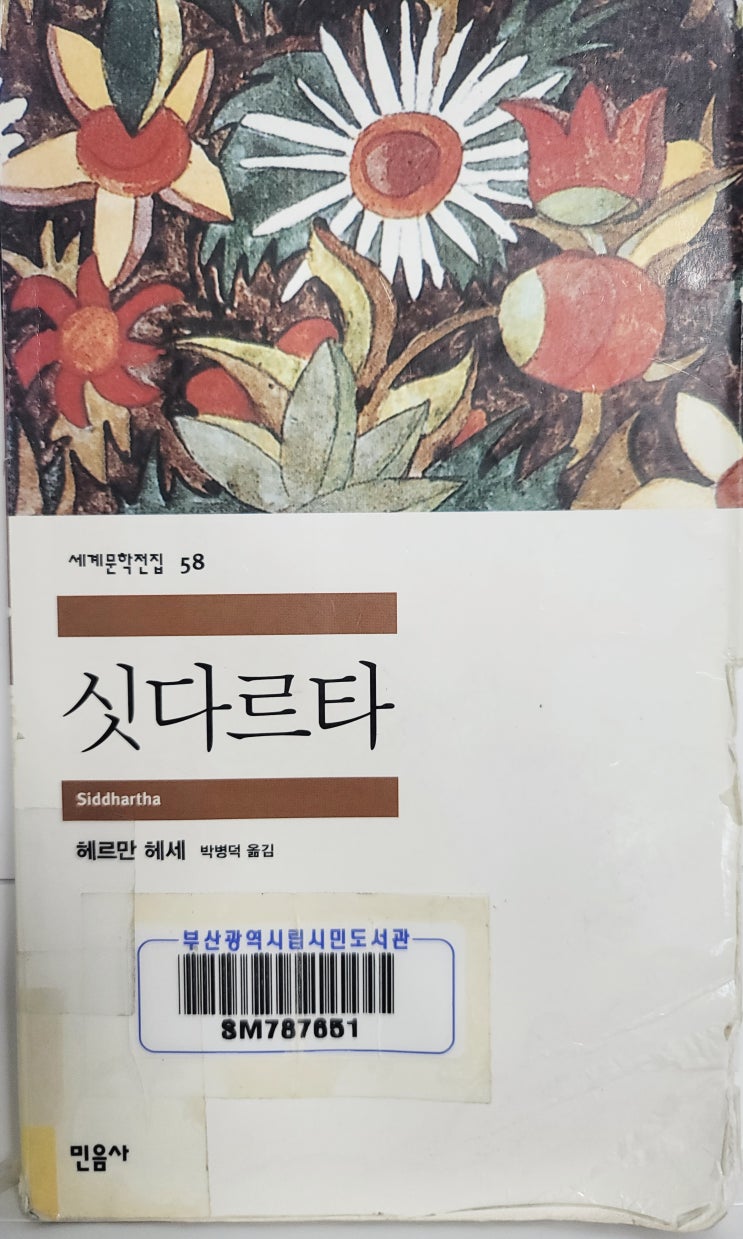 세계문학전집 58
싯다르타
Siddhartha
헤르만 헤세 박병덕 옮김
부산광역시립시민도서관
SM787651
민음사